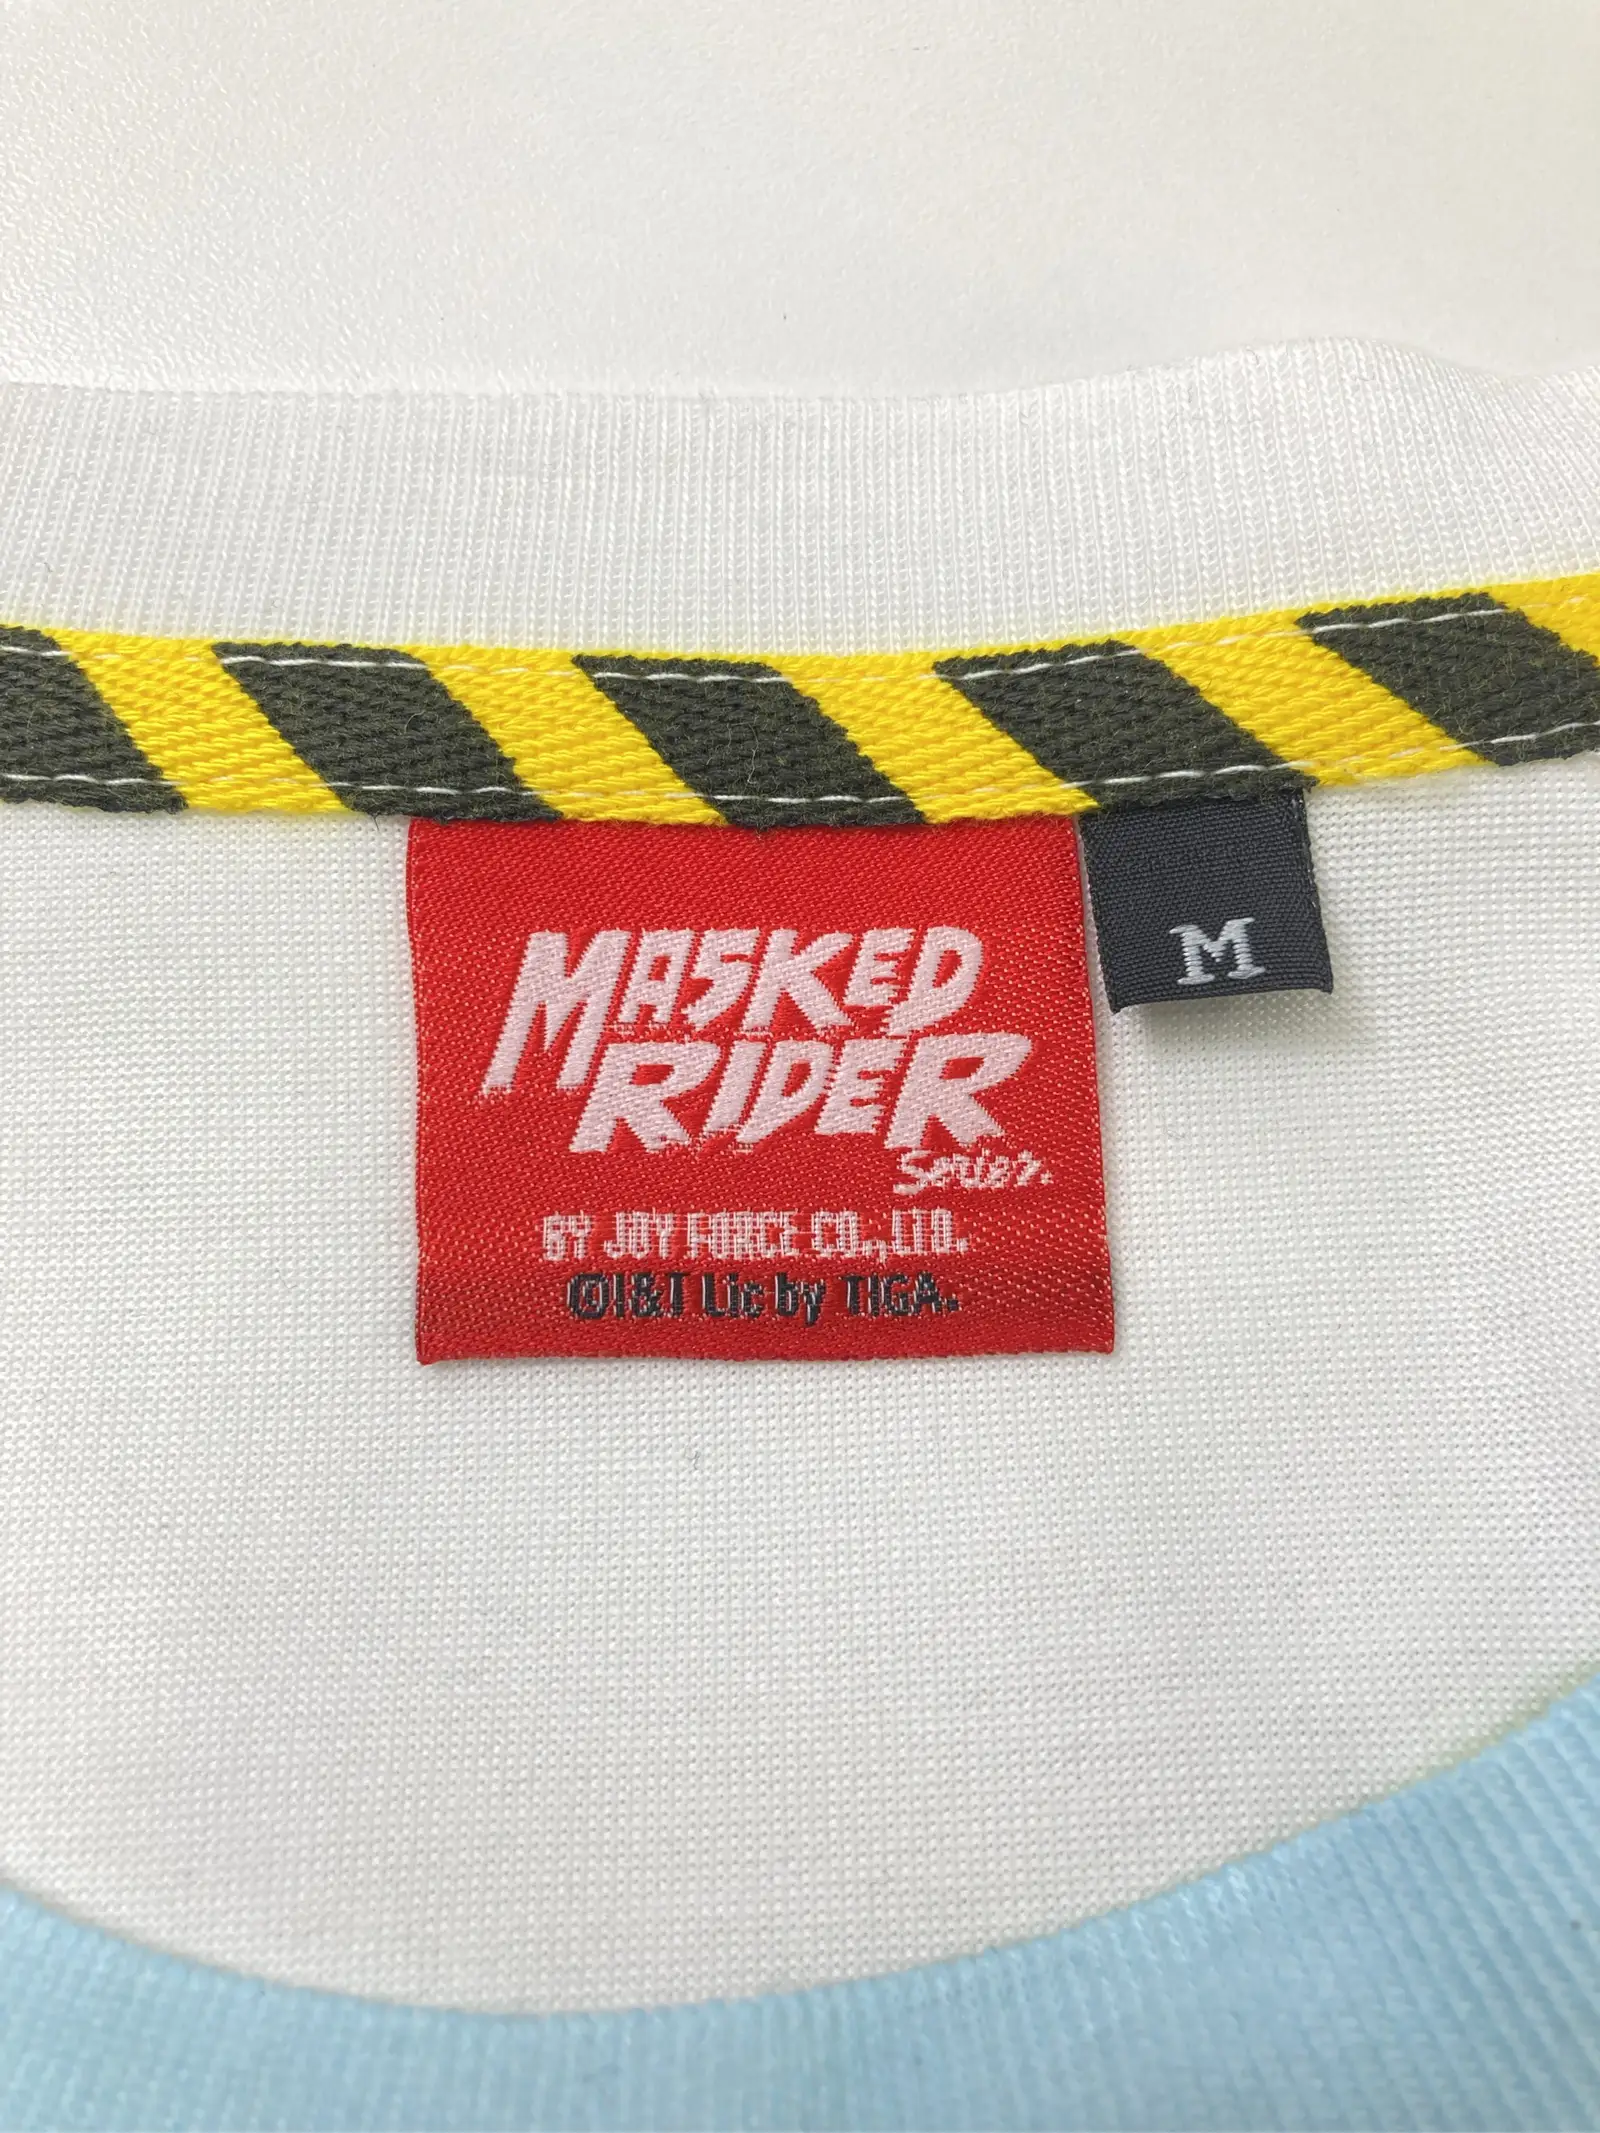 MASKED
RIDER
Series.
BY JOY FORCE CO.,LTD.
©I&T Lic by TIGA.
M